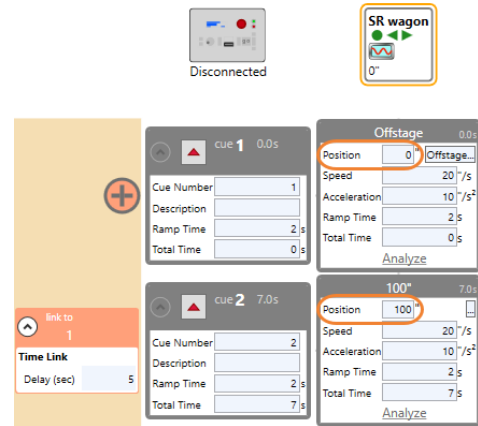 SR wagon
0"
Disconnected
cue 1 0.0s
Cue Number 1
Description
Ramp Time 2 s
Total Time 0 s
Offstage 0.0s
Position 0 " Offstage...
Speed 20 "/s
Acceleration 10 "/s²
Ramp Time 2 s
Total Time 0 s
Analyze
link to
1
Time Link
Delay (sec) 5
cue 2 7.0s
Cue Number 2
Description
Ramp Time 2 s
Total Time 7 s
100" 7.0s
Position 100 " ...
Speed 20 "/s
Acceleration 10 "/s²
Ramp Time 2 s
Total Time 7 s
Analyze